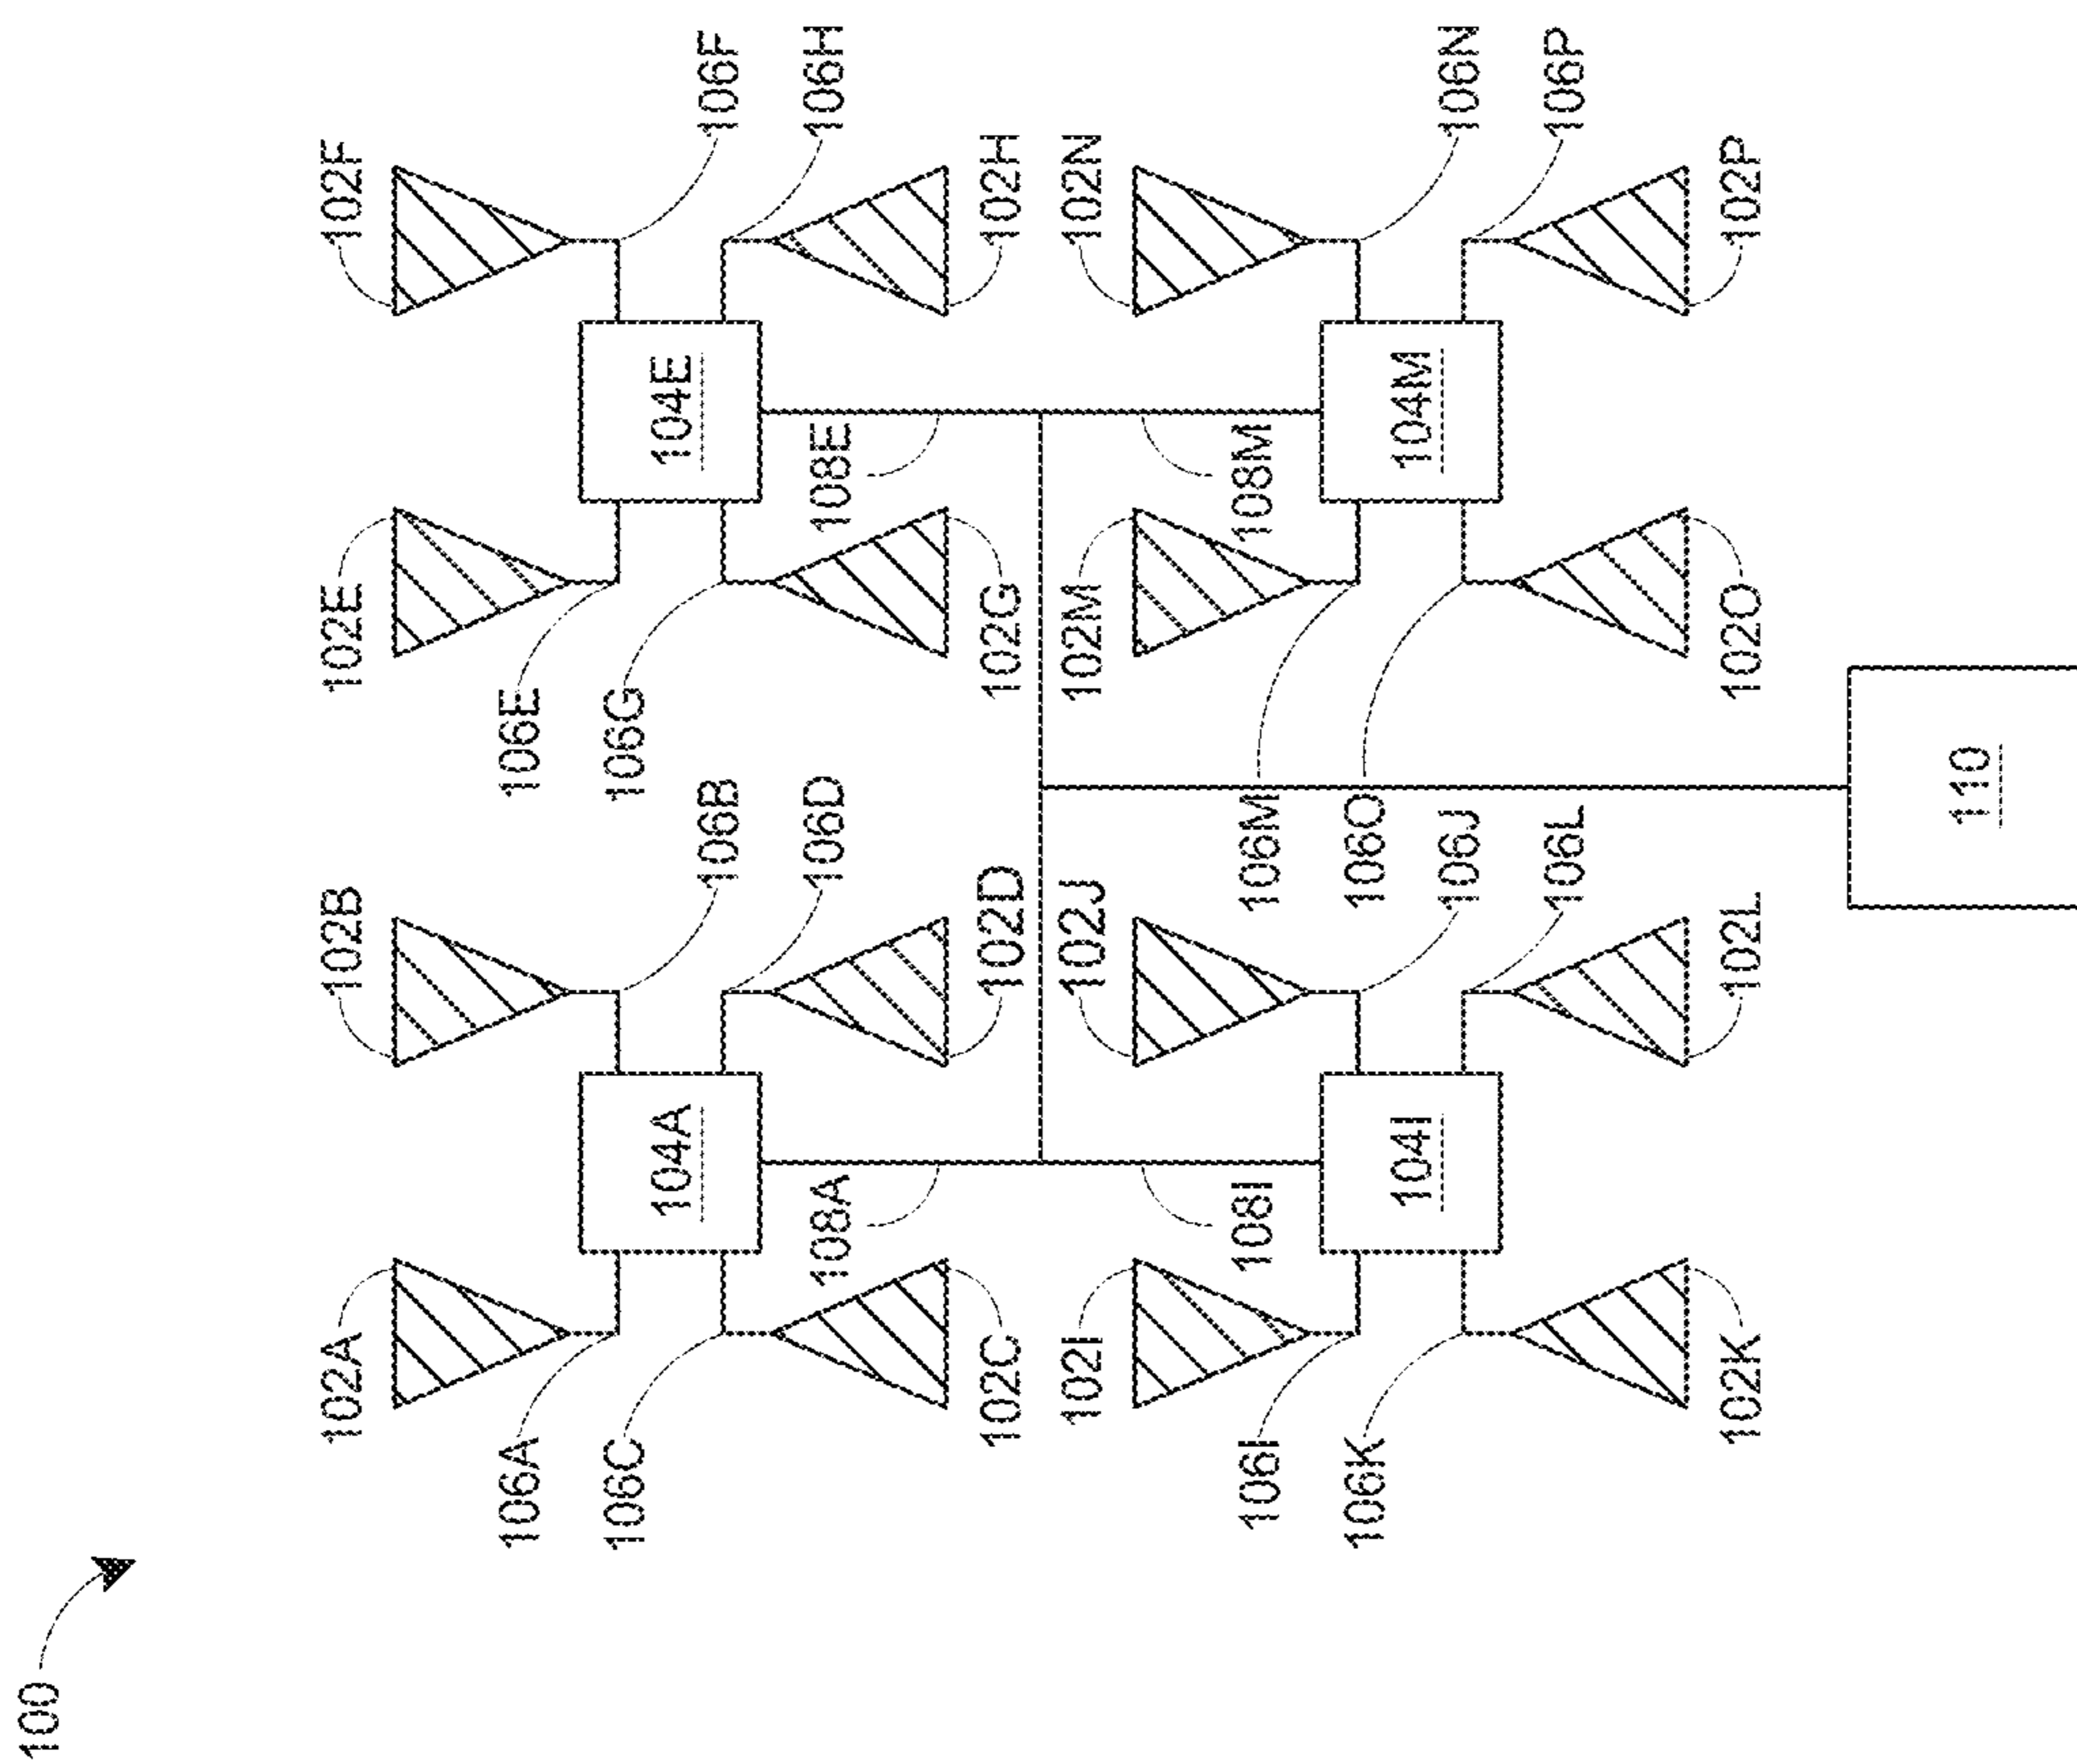 100
102A 102B 102E 102F
106A 106E
106C 106G
104A 104E
106B 106F
108A 106D 108E 106H
102C 102D 102G 102H
102I 102J 102M 102N
106I 108I 106M 108M
106K 106O
104I 104M
106J 106N
106L 106P
102K 102L 102O 102P
110